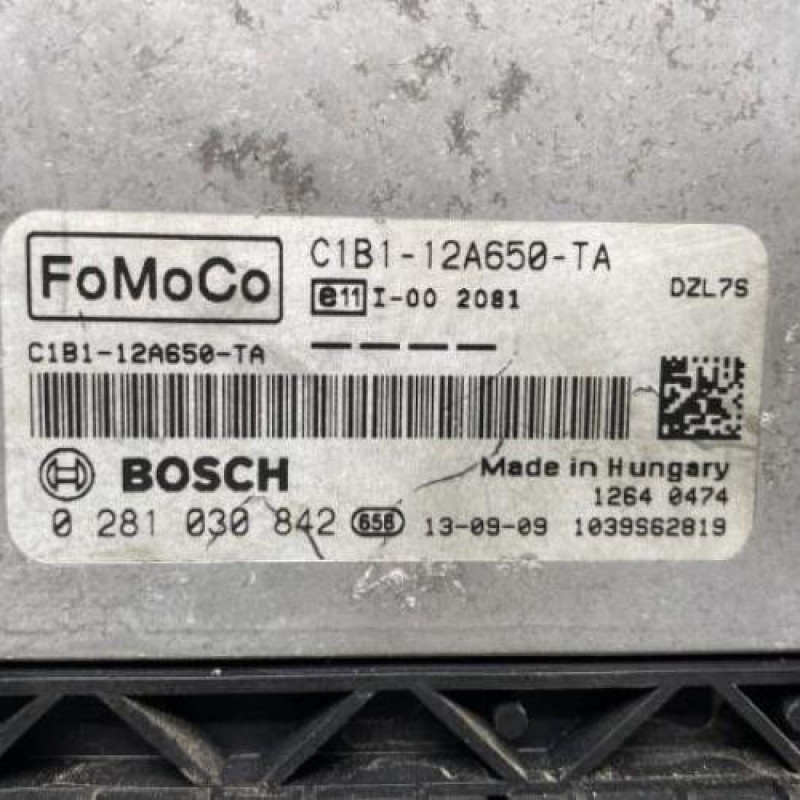 FoMoCo
C1B1-12A650-TA
e11 I-00 2081
DZL7S
C1B1-12A650-TA
BOSCH
Made in Hungary
1264 0474
0 281 030 842 658 13-09-09 1039S62819